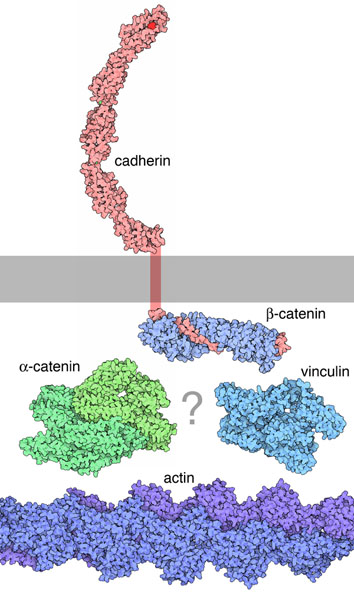 cadherin
β-catenin
α-catenin
vinculin
?
actin